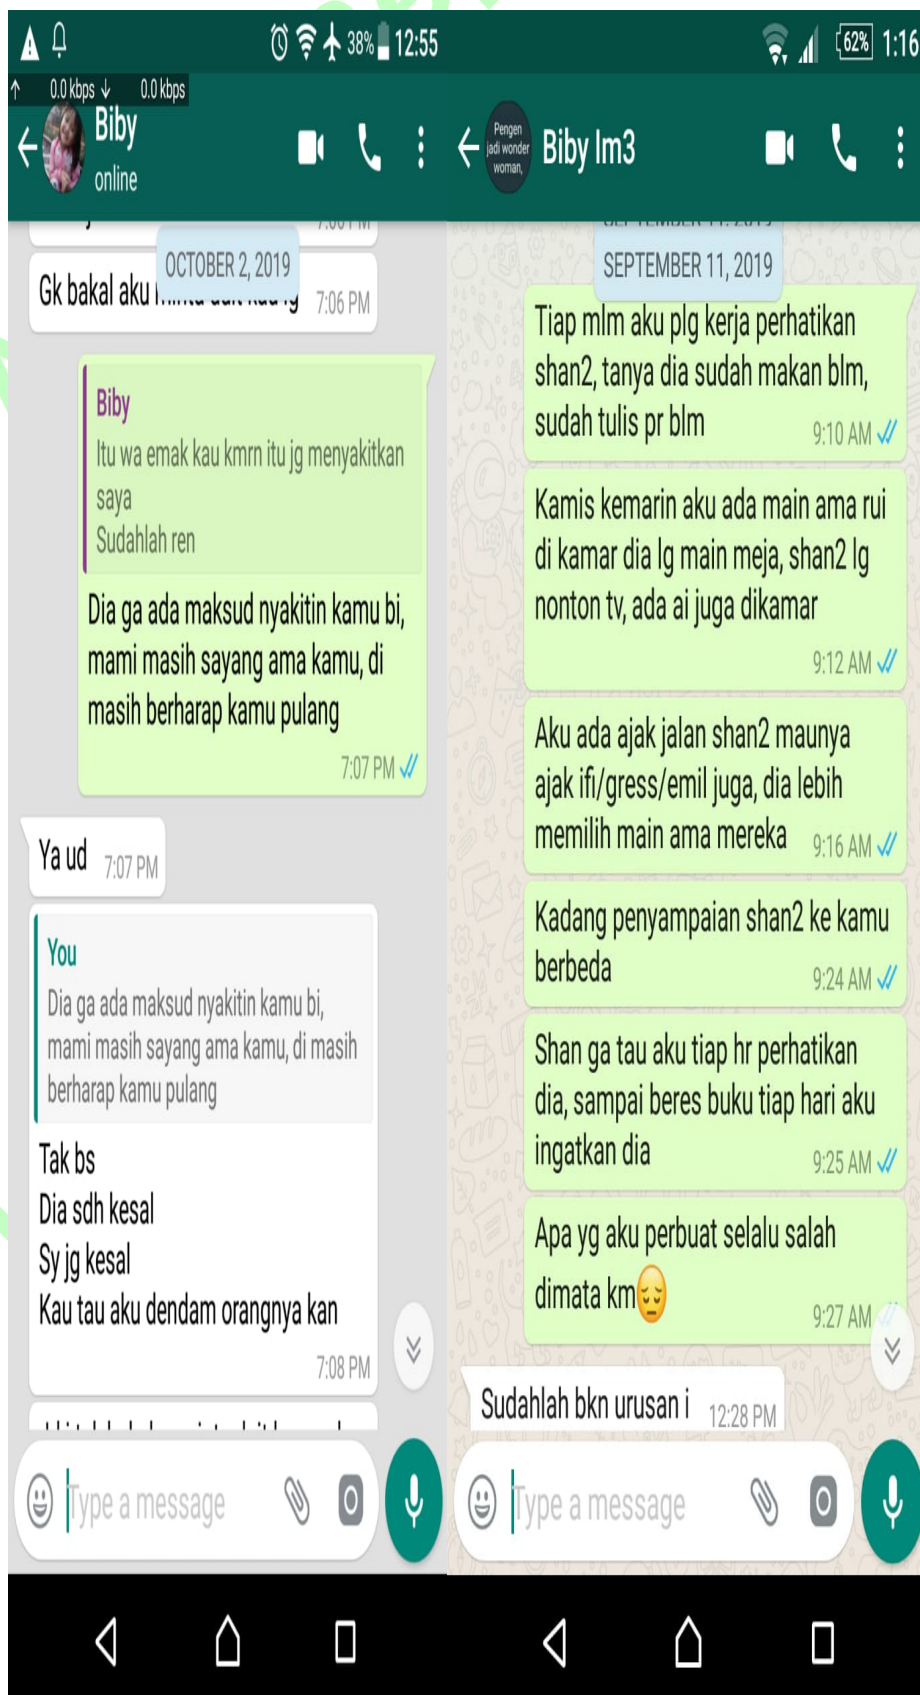 38% 12:55
0.0 kbps 0.0 kbps
Biby
online
OCTOBER 2, 2019
Gk bakal aku
7:06 PM
Biby
Itu wa emak kau kmrn itu jg menyakitkan
saya
Sudahlah ren
Dia ga ada maksud nyakitin kamu bi,
mami masih sayang ama kamu, di
masih berharap kamu pulang
7:07 PM
Ya ud 7:07 PM
You
Dia ga ada maksud nyakitin kamu bi,
mami masih sayang ama kamu, di masih
berharap kamu pulang
Tak bs
Dia sdh kesal
Sy jg kesal
Kau tau aku dendam orangnya kan
7:08 PM
Type a message
62% 1:16
Pengen
jadi wonder
woman,
Biby Im3
SEPTEMBER 11, 2019
Tiap mlm aku plg kerja perhatikan
shan2, tanya dia sudah makan blm,
sudah tulis pr blm
9:10 AM
Kamis kemarin aku ada main ama rui
di kamar dia lg main meja, shan2 lg
nonton tv, ada ai juga dikamar
9:12 AM
Aku ada ajak jalan shan2 maunya
ajak ifi/gress/emil juga, dia lebih
memilih main ama mereka 9:16 AM
Kadang penyampaian shan2 ke kamu
berbeda
9:24 AM
Shan ga tau aku tiap hr perhatikan
dia, sampai beres buku tiap hari aku
ingatkan dia
9:25 AM
Apa yg aku perbuat selalu salah
dimata km😔
9:27 AM
Sudahlah bkn urusan i 12:28 PM
Type a message